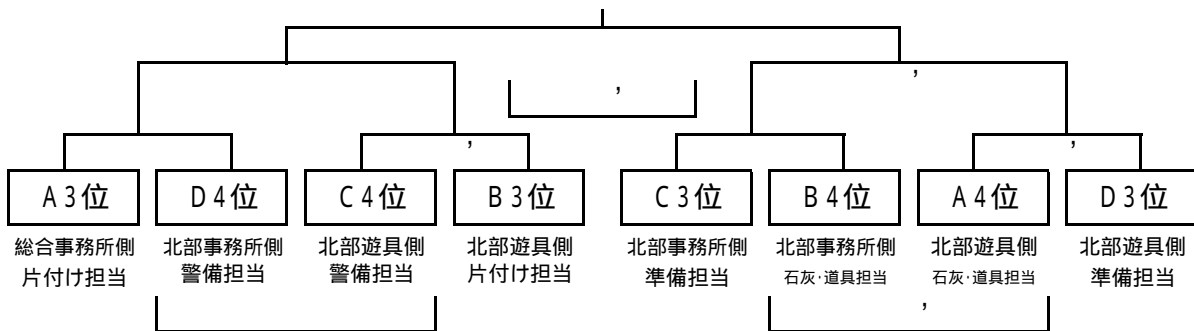 ,
,
, ,
A3位 D4位 C4位 B3位 C3位 B4位 A4位 D3位
総合事務所側 北部事務所側 北部遊具側 北部遊具側 北部事務所側 北部事務所側 北部遊具側 北部遊具側
片付け担当 警備担当 警備担当 片付け担当 準備担当 石灰・道具担当 石灰・道具担当 準備担当
,